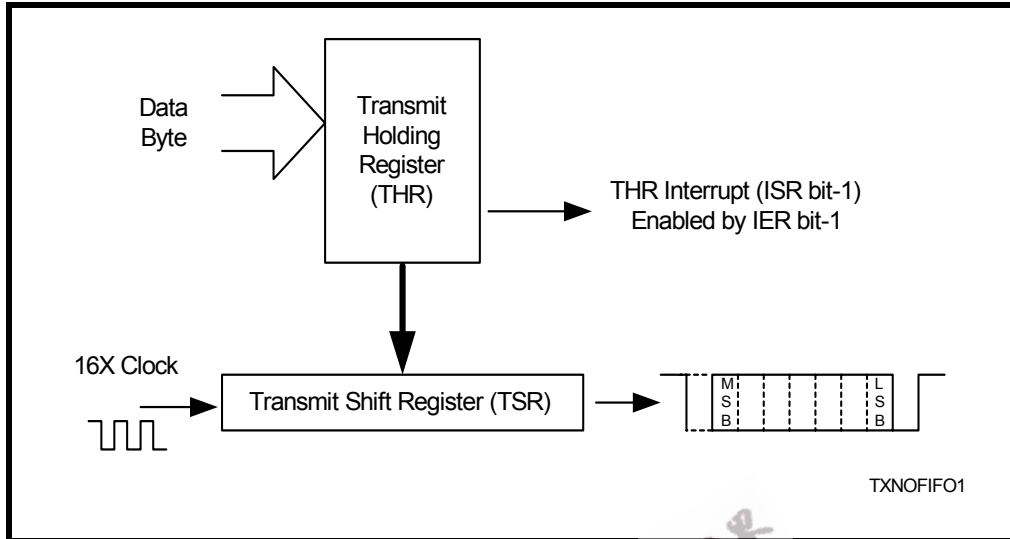 Data
Byte
Transmit
Holding
Register
(THR)
THR Interrupt (ISR bit-1)
Enabled by IER bit-1
16X Clock
Transmit Shift Register (TSR)
M
S
B
L
S
B
TXNOFIFO1